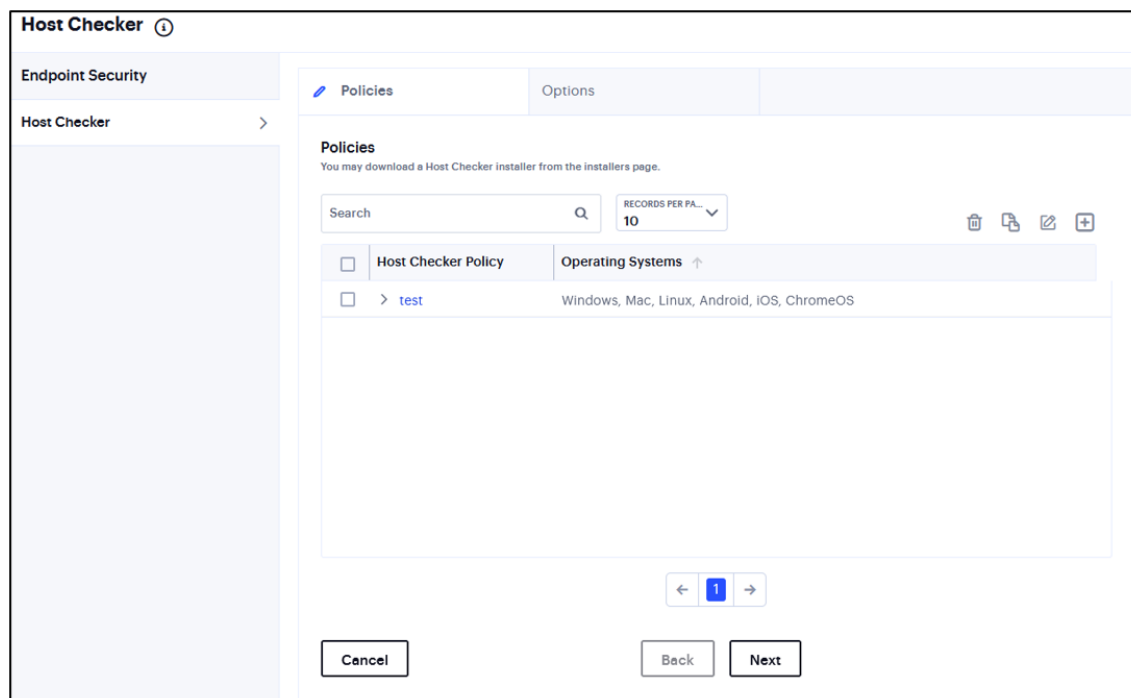 Host Checker
Endpoint Security
Host Checker
Policies
Options
Policies
You may download a Host Checker installer from the installers page.
Search
RECORDS PER PA...
10
Host Checker Policy
Operating Systems
test
Windows, Mac, Linux, Android, iOS, ChromeOS
1
Cancel
Back
Next